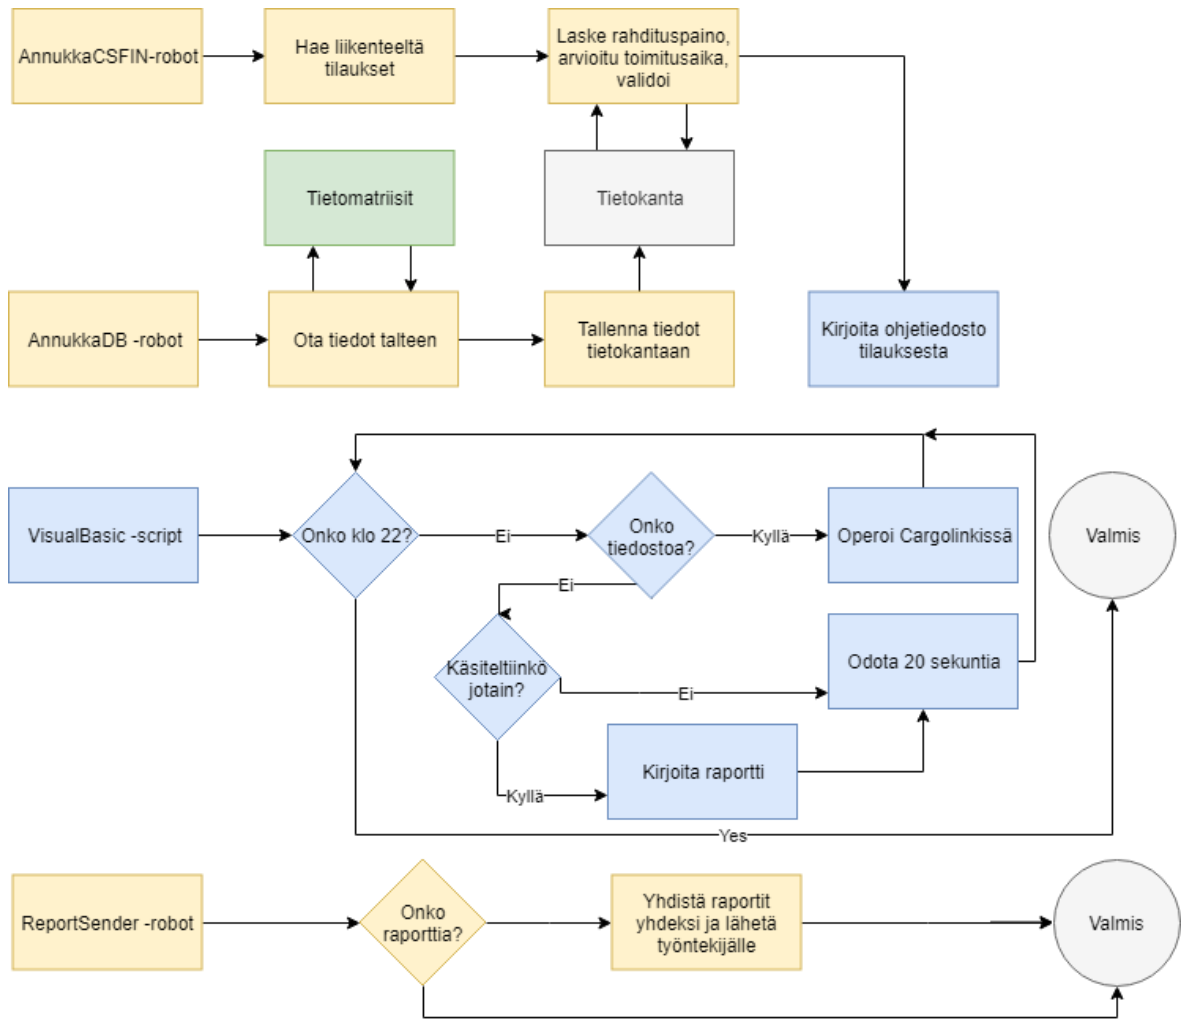 AnnukkaCSFIN-robot
Hae liikenteeltä
tilaukset
Laske rahdituspaino,
arvioitu toimitusaika,
validoi
Tietomatriisit
Tietokanta
AnnukkaDB -robot
Ota tiedot talteen
Tallenna tiedot
tietokantaan
Kirjoita ohjetiedosto
tilauksesta
VisualBasic -script
Onko klo 22?
Ei
Onko
tiedostoa?
Kyllä
Operoi Cargolinkissä
Valmis
Ei
Käsiteltiinkö
jotain?
Ei
Odota 20 sekuntia
Kyllä
Kirjoita raportti
Yes
ReportSender -robot
Onko
raporttia?
Yhdistä raportit
yhdeksi ja lähetä
työntekijälle
Valmis